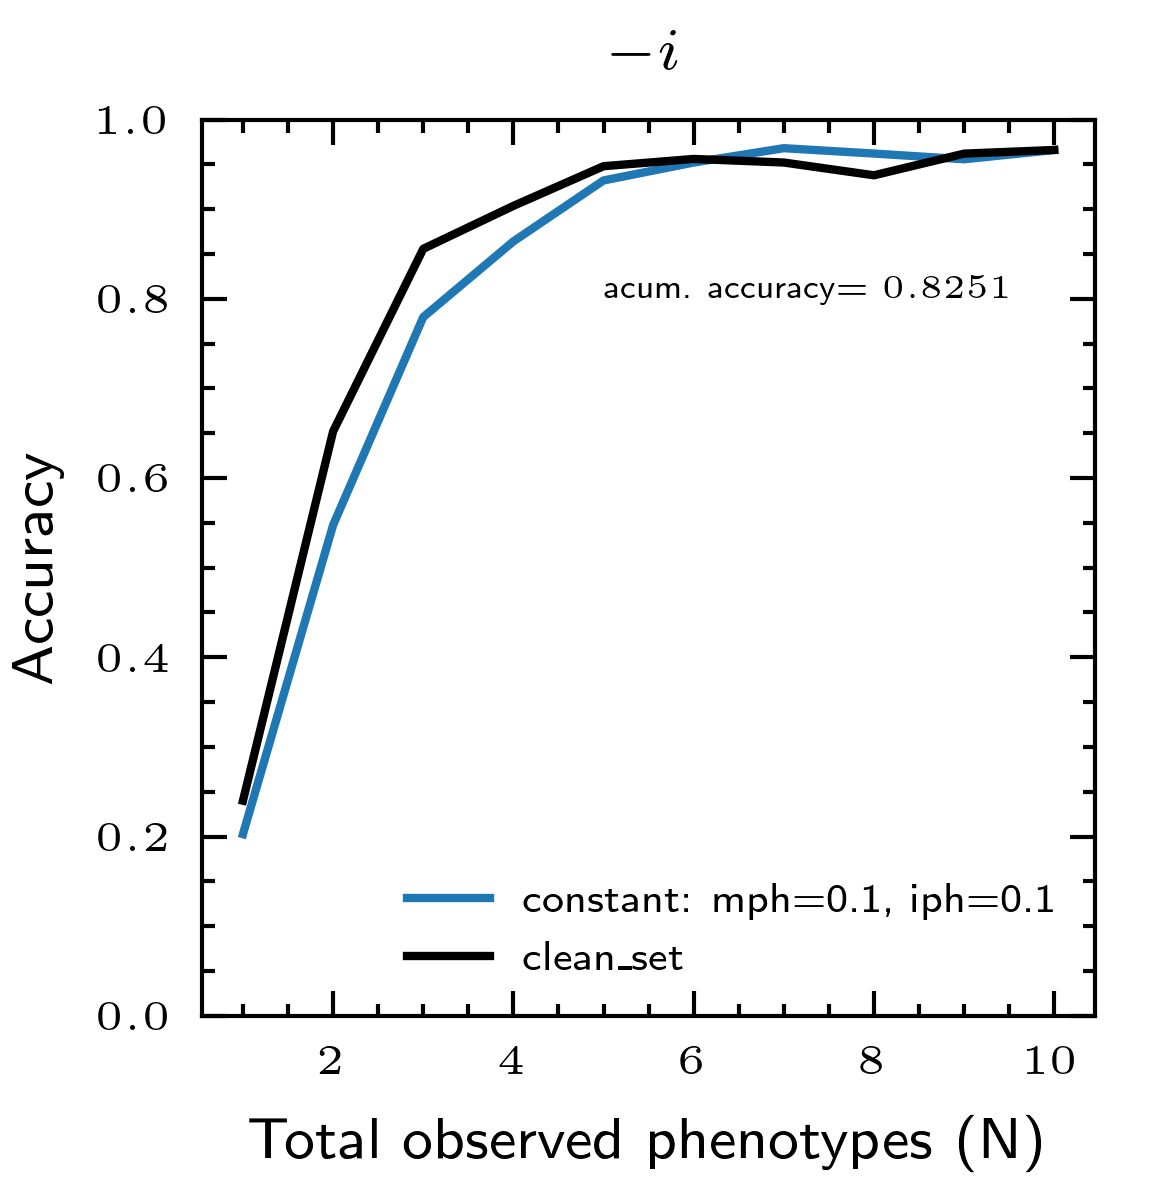 −i
1.0
0.8
0.6
0.4
0.2
0.0
Accuracy
acum. accuracy= 0.8251
constant: mph=0.1, iph=0.1
clean_set
2 4 6 8 10
Total observed phenotypes (N)